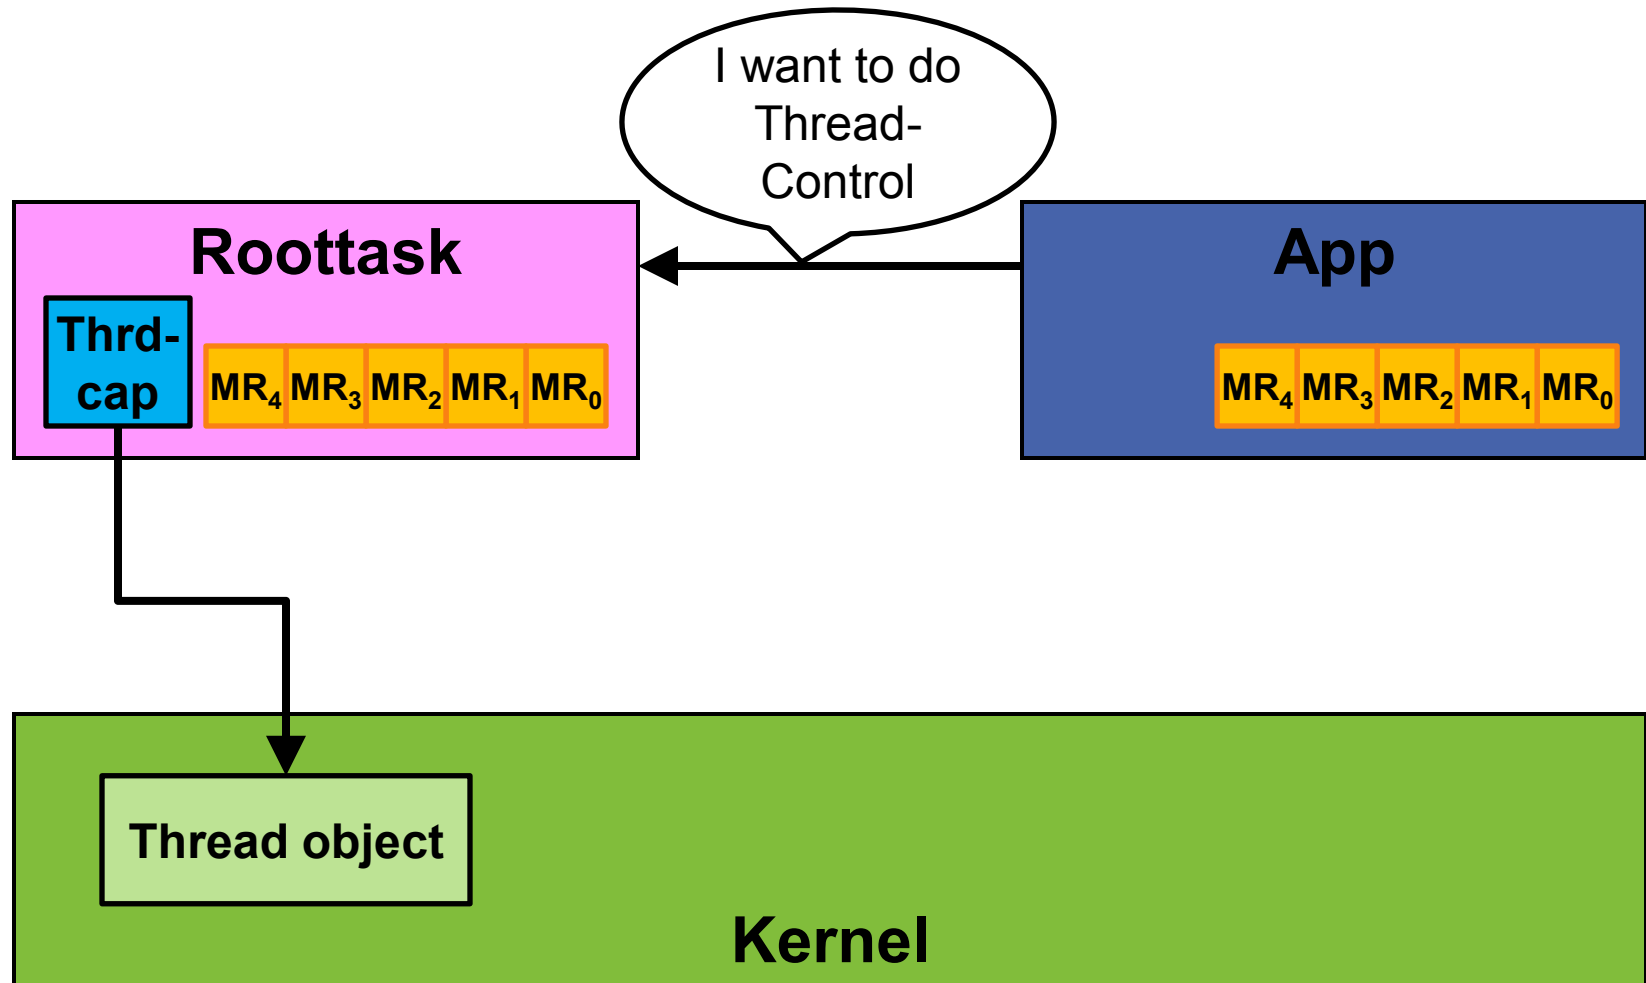 I want to do
Thread-
Control
Roottask
App
Thrd-
cap
MR₄ MR₃ MR₂ MR₁ MR₀
MR₄ MR₃ MR₂ MR₁ MR₀
Thread object
Kernel